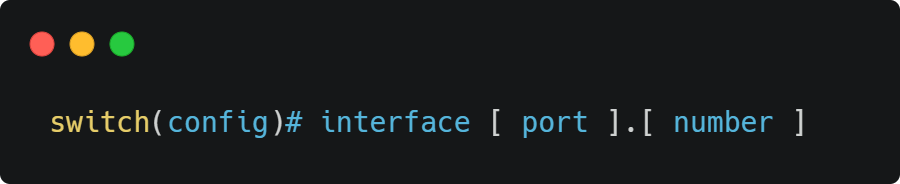 switch(config)# interface [ port ].[ number ]